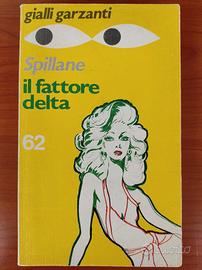 gialli garzanti
Spillane
il fattore
delta
62